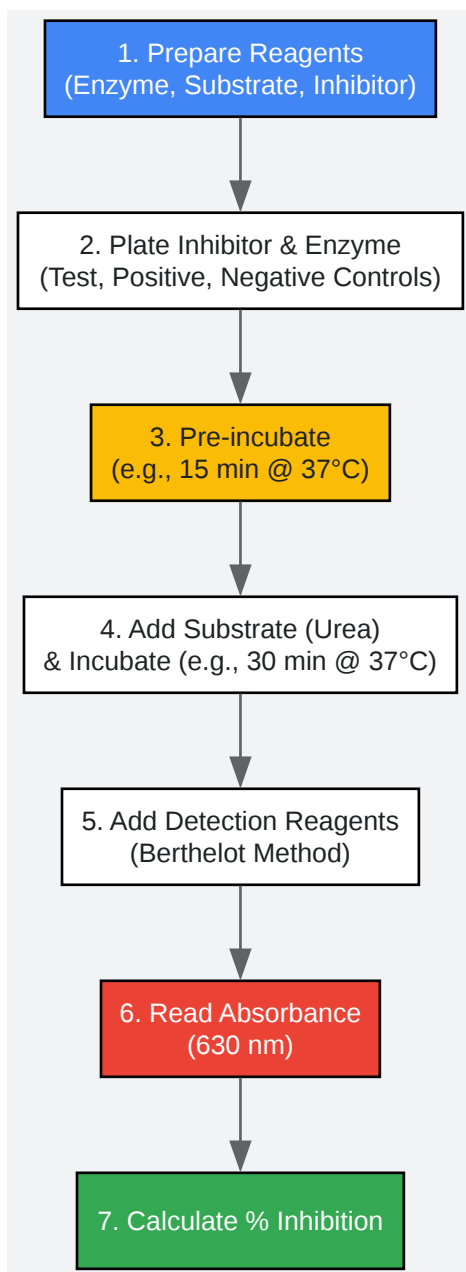 1. Prepare Reagents
(Enzyme, Substrate, Inhibitor)
2. Plate Inhibitor & Enzyme
(Test, Positive, Negative Controls)
3. Pre-incubate
(e.g., 15 min @ 37°C)
4. Add Substrate (Urea)
& Incubate (e.g., 30 min @ 37°C)
5. Add Detection Reagents
(Berthelot Method)
6. Read Absorbance
(630 nm)
7. Calculate % Inhibition